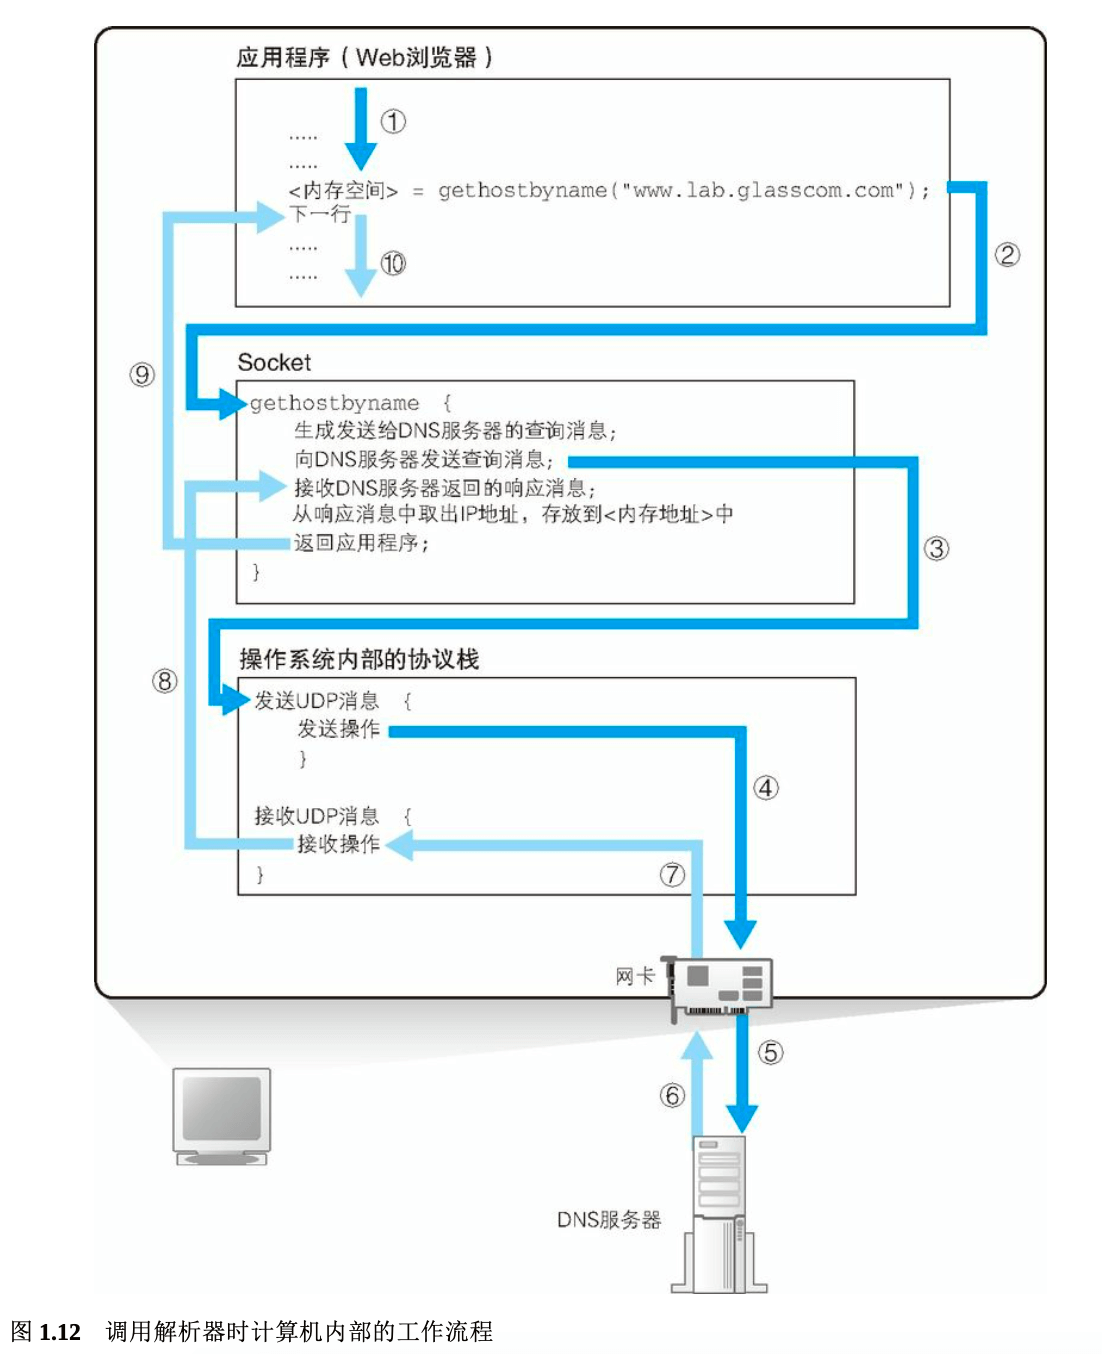 应用程序（Web浏览器）
①
.....
.....
<内存空间> = gethostbyname("www.lab.glasscom.com");
下一行
②
.....
⑩
.....
Socket
⑨
gethostbyname {
生成发送给DNS服务器的查询消息;
向DNS服务器发送查询消息;
接收DNS服务器返回的响应消息;
从响应消息中取出IP地址，存放到<内存地址>中
返回应用程序;
③
}
操作系统内部的协议栈
⑧
发送UDP消息 {
发送操作
}
④
接收UDP消息 {
接收操作
⑦
}
网卡
⑤
⑥
DNS服务器
图 1.12 调用解析器时计算机内部的工作流程